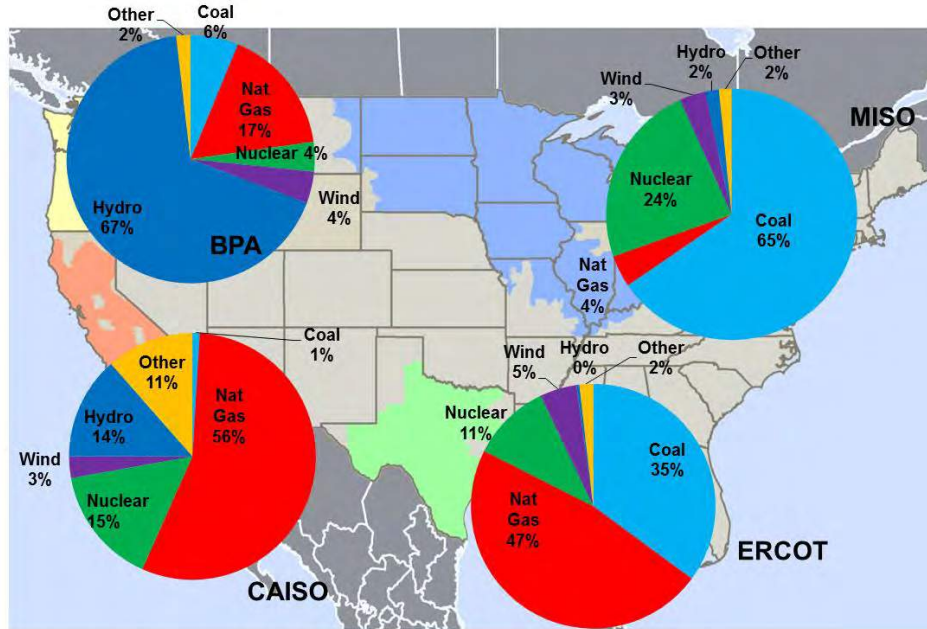 Other
2%
Coal
6%
Nat
Gas
17%
Nuclear 4%
Wind
4%
Hydro
67%
BPA
Hydro
2%
Other
2%
Wind
3%
MISO
Nuclear
24%
Coal
65%
Nat
Gas
4%
Coal
1%
Other
11%
Nat
Gas
56%
Hydro
14%
Wind
3%
Nuclear
15%
CAISO
Wind
5%
Hydro
0%
Other
2%
Nuclear
11%
Coal
35%
Nat
Gas
47%
ERCOT